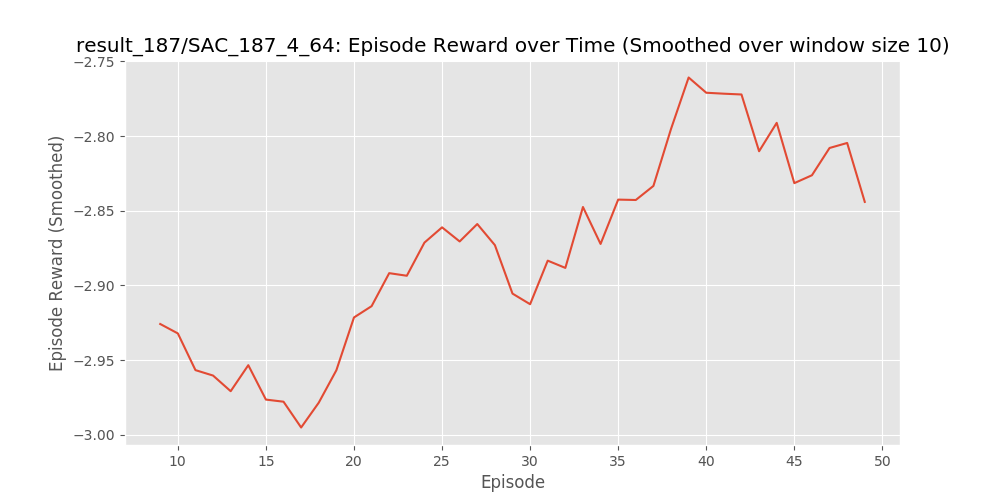 result_187/SAC_187_4_64: Episode Reward over Time (Smoothed over window size 10)
Episode Reward (Smoothed)
−2.75
−2.80
−2.85
−2.90
−2.95
−3.00
10 15 20 25 30 35 40 45 50
Episode